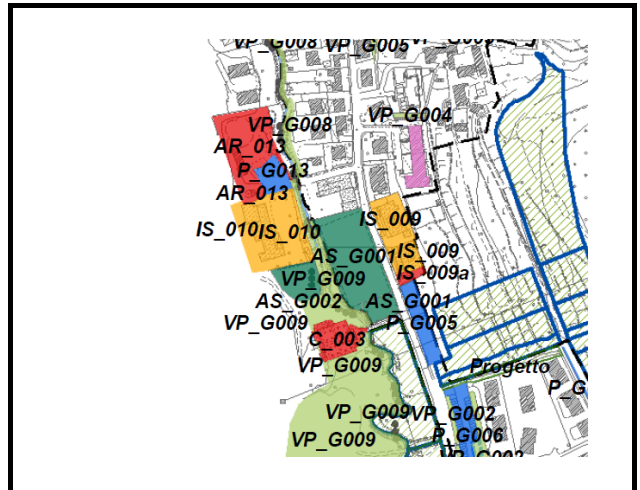 VP_G008
VP_G005
VP_G008
VP_G004
AR_013
P_G013
AR_013
IS_009
IS_010
IS_010
IS_009
AS_G001
IS_009a
VP_G009
AS_G002
AS_G001
VP_G009
P_G005
C_003
VP_G009
Progetto
P_G
VP_G009
VP_G002
P_G006
VP_G009